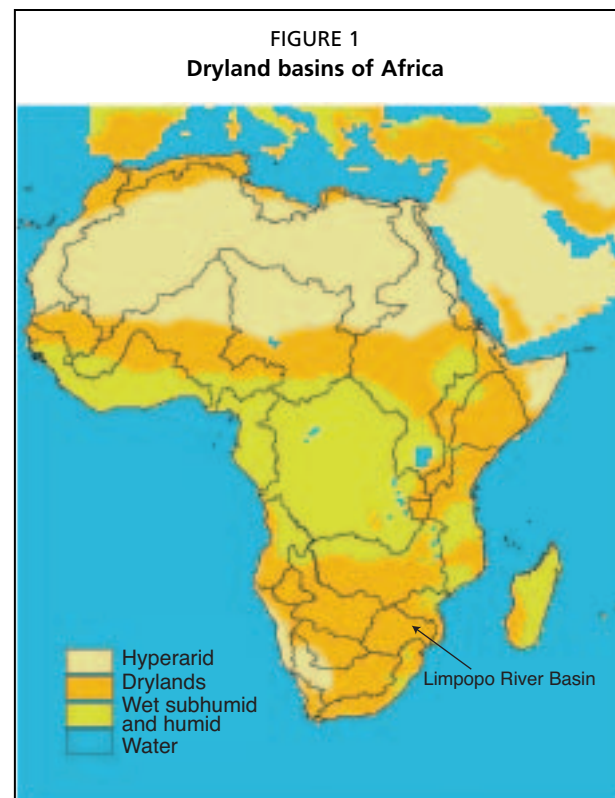 FIGURE 1
Dryland basins of Africa
Hyperarid
Drylands
Wet subhumid
and humid
Water
Limpopo River Basin